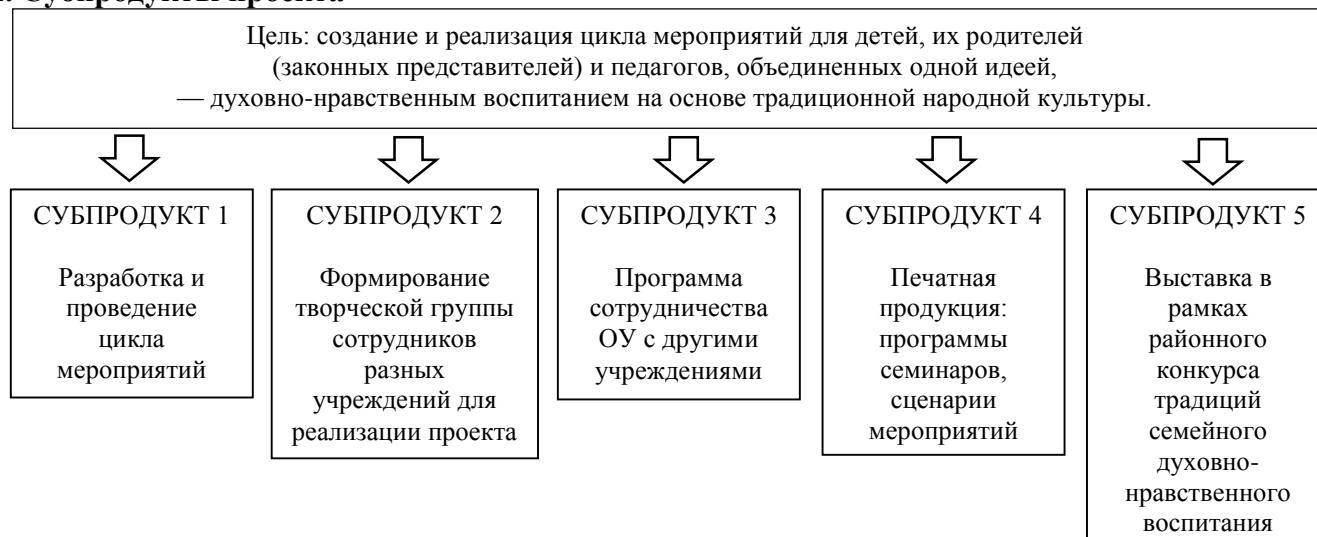 Субпродукты проекта
Цель: создание и реализация цикла мероприятий для детей, их родителей
(законных представителей) и педагогов, объединенных одной идеей,
— духовно-нравственным воспитанием на основе традиционной народной культуры.
СУБПРОДУКТ 1
Разработка и
проведение
цикла
мероприятий
СУБПРОДУКТ 2
Формирование
творческой группы
сотрудников
разных
учреждений для
реализации проекта
СУБПРОДУКТ 3
Программа
сотрудничества
ОУ с другими
учреждениями
СУБПРОДУКТ 4
Печатная
продукция:
программы
семинаров,
сценарии
мероприятий
СУБПРОДУКТ 5
Выставка в
рамках
районного
конкурса
традиций
семейного
духовно-
нравственного
воспитания